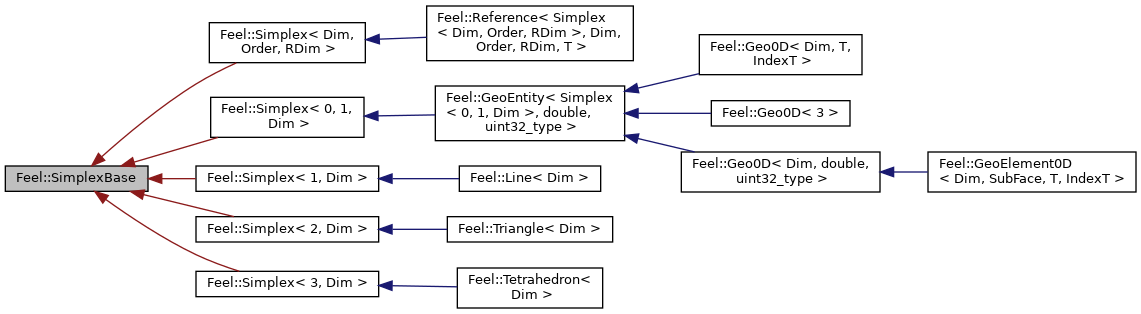 Feel::SimplexBase
Feel::Simplex< Dim,
Order, RDim >
Feel::Reference< Simplex
< Dim, Order, RDim >, Dim,
Order, RDim, T >
Feel::Simplex< 0, 1,
Dim >
Feel::GeoEntity< Simplex
< 0, 1, Dim >, double,
uint32_type >
Feel::Geo0D< Dim, T,
IndexT >
Feel::Geo0D< 3 >
Feel::Geo0D< Dim, double,
uint32_type >
Feel::GeoElement0D
< Dim, SubFace, T, IndexT >
Feel::Simplex< 1, Dim >
Feel::Line< Dim >
Feel::Simplex< 2, Dim >
Feel::Triangle< Dim >
Feel::Simplex< 3, Dim >
Feel::Tetrahedron<
Dim >